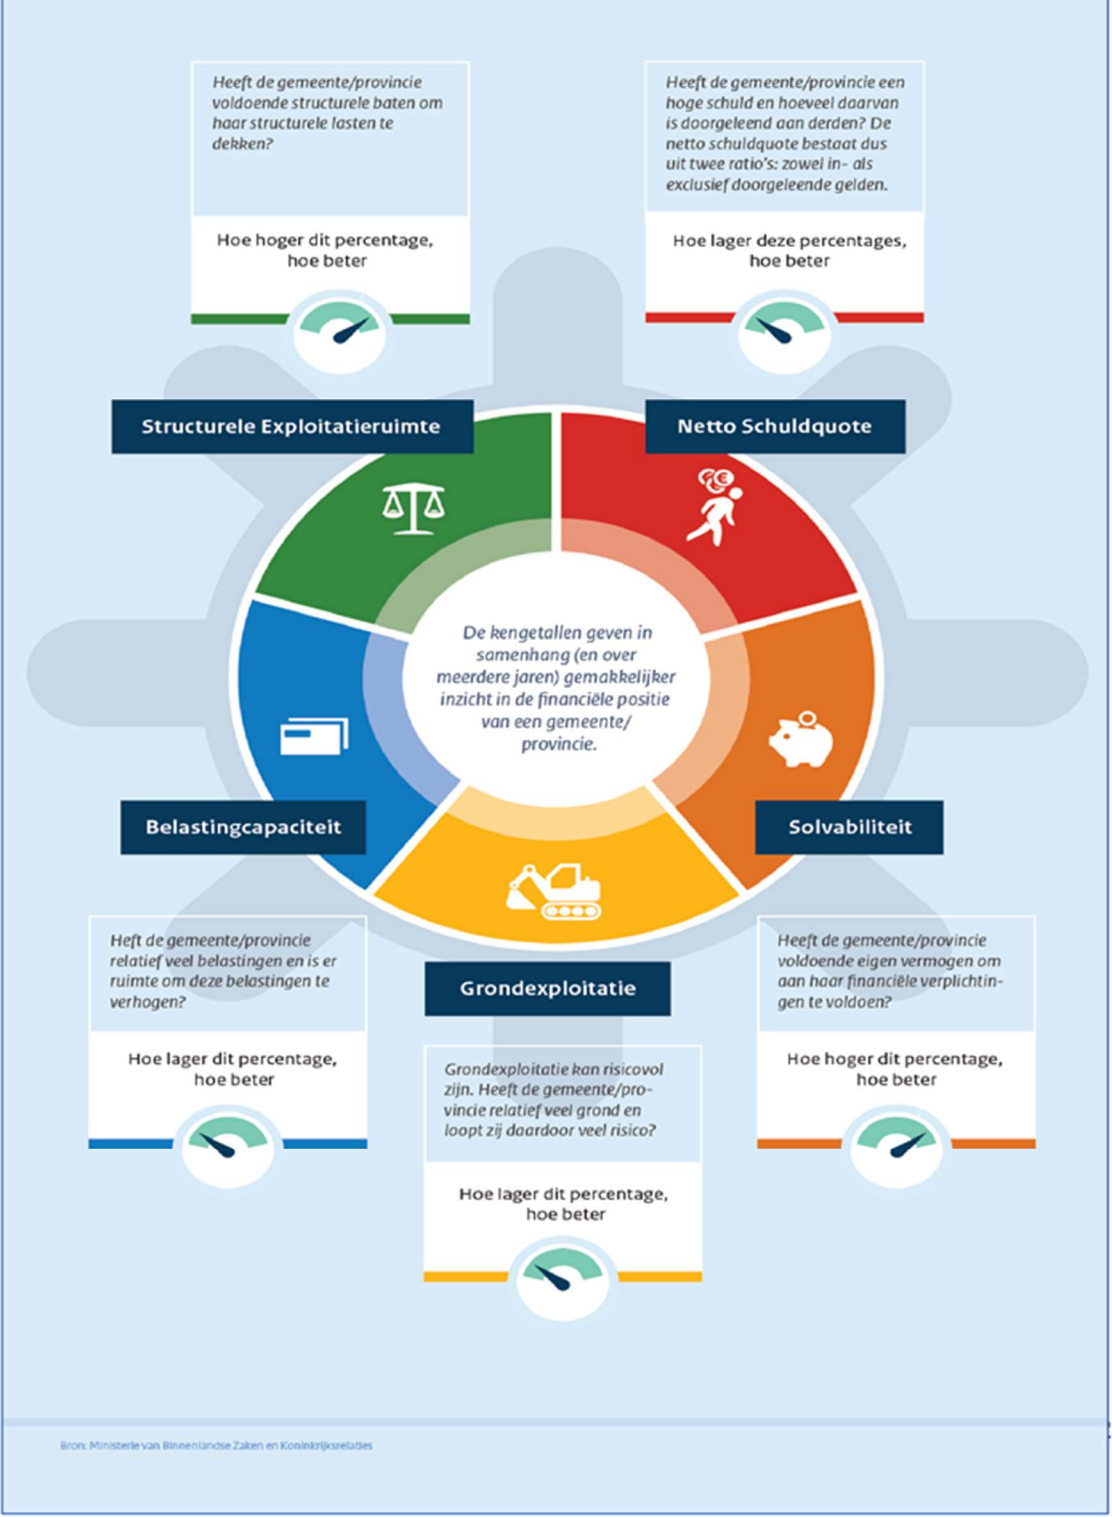 Heeft de gemeente/provincie
voldoende structurele baten om
haar structurele lasten te
dekken?
Hoe hoger dit percentage,
hoe beter
Heeft de gemeente/provincie een
hoge schuld en hoeveel daarvan
is doorgeleend aan derden? De
netto schuldquote bestaat dus
uit twee ratio's: zowel in- als
exclusief doorgeleende gelden.
Hoe lager deze percentages,
hoe beter
Structurele Exploitatieruimte
Netto Schuldquote
De kengetallen geven in
samenhang (en over
meerdere jaren) gemakkelijker
inzicht in de financiële positie
van een gemeente/
provincie.
Belastingcapaciteit
Solvabiliteit
Heft de gemeente/provincie
relatief veel belastingen en is er
ruimte om deze belastingen te
verhogen?
Hoe lager dit percentage,
hoe beter
Grondexploitatie
Grondexploitatie kan risicovol
zijn. Heeft de gemeente/pro-
vincie relatief veel grond en
loopt zij daardoor veel risico?
Hoe lager dit percentage,
hoe beter
Heeft de gemeente/provincie
voldoende eigen vermogen om
aan haar financiële verplichtin-
gen te voldoen?
Hoe hoger dit percentage,
hoe beter
Bron: Ministerie van Binnenlandse Zaken en Koninkrijksrelaties